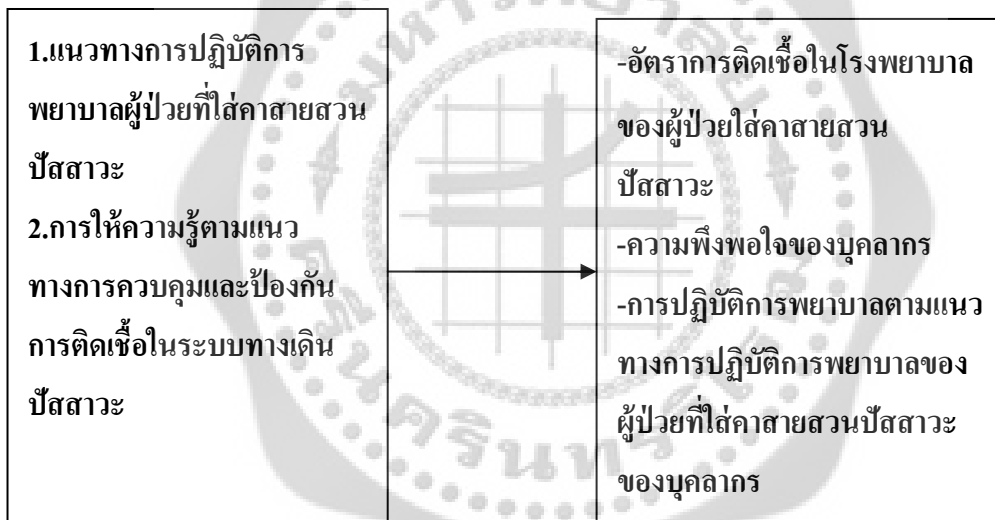 1.แนวทางการปฏิบัติการ
พยาบาลผู้ป่วยที่ใส่คาสายสวน
ปัสสาวะ
2.การให้ความรู้ตามแนว
ทางการควบคุมและป้องกัน
การติดเชื้อในระบบทางเดิน
ปัสสาวะ
-อัตราการติดเชื้อในโรงพยาบาล
ของผู้ป่วยใส่คาสายสวน
ปัสสาวะ
-ความพึงพอใจของบุคลากร
-การปฏิบัติการพยาบาลตามแนว
ทางการปฏิบัติการพยาบาลของ
ผู้ป่วยที่ใส่คาสายสวนปัสสาวะ
ของบุคลากร